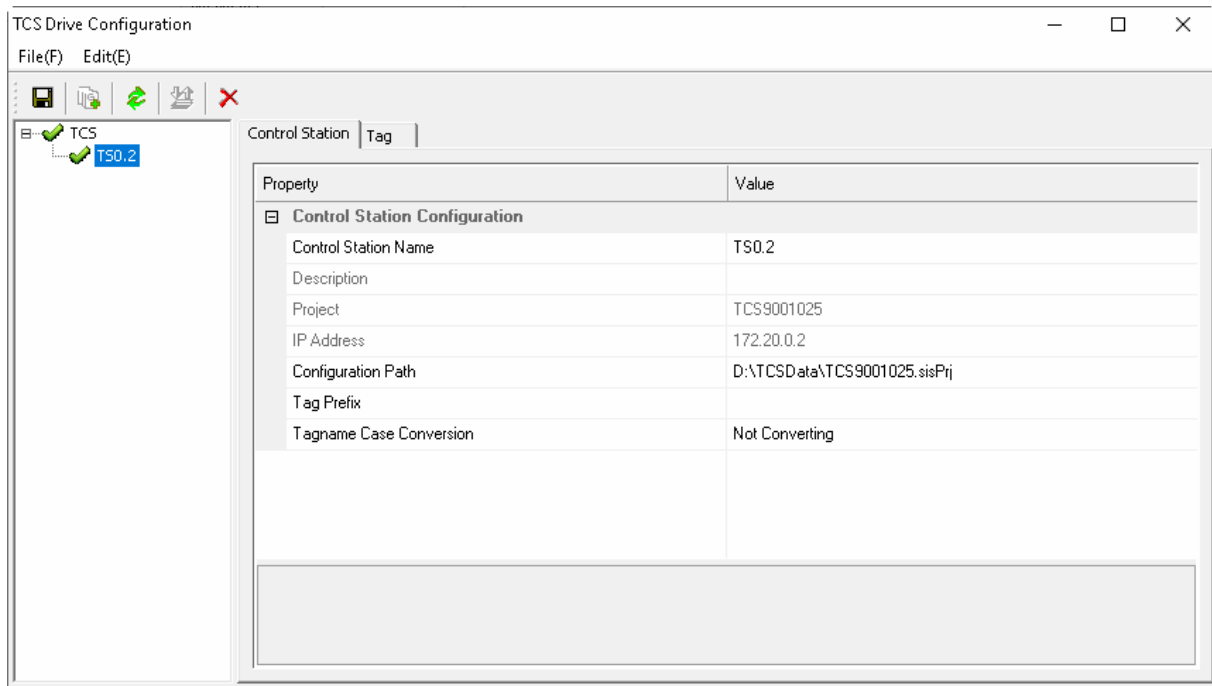 TCS Drive Configuration
File(F) Edit(E)
TCS
TS0.2
Control Station Tag
Property Value
Control Station Configuration
Control Station Name TS0.2
Description
Project TCS9001025
IP Address 172.20.0.2
Configuration Path D:\TCSData\TCS9001025.sisPrj
Tag Prefix
Tagname Case Conversion Not Converting